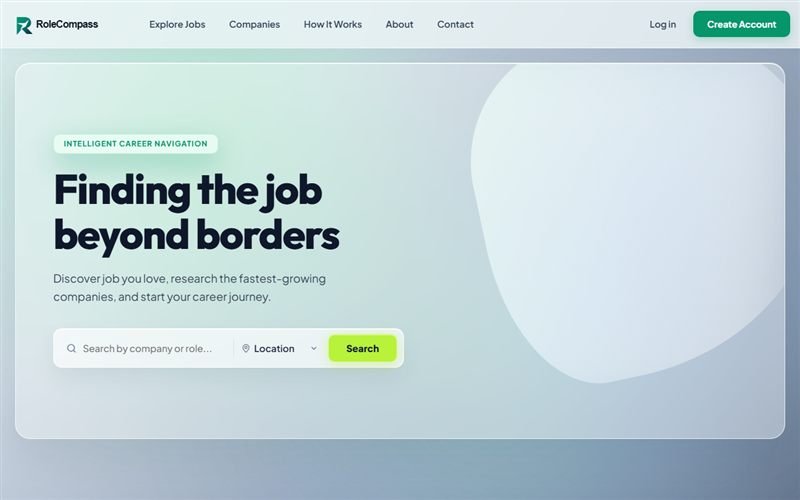 RoleCompass
Explore Jobs
Companies
How It Works
About
Contact
Log in
Create Account
INTELLIGENT CAREER NAVIGATION
Finding the job
beyond borders
Discover job you love, research the fastest-growing
companies, and start your career journey.
Search by company or role...
Location
Search